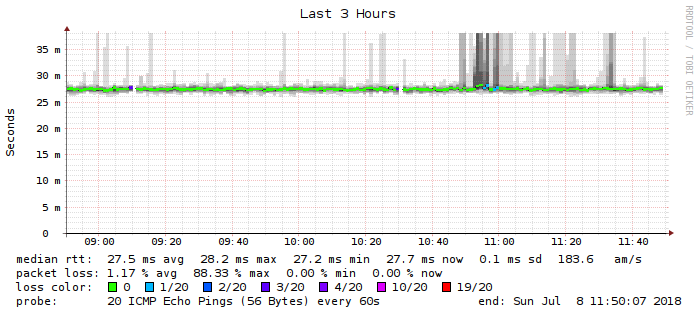 Last 3 Hours
RRDTOOL / TOBI OETIKER
Seconds
35 m
30 m
25 m
20 m
15 m
10 m
5 m
0
09:00 09:20 09:40 10:00 10:20 10:40 11:00 11:20 11:40
median rtt: 27.5 ms avg 28.2 ms max 27.2 ms min 27.7 ms now 0.1 ms sd 183.6 am/s
packet loss: 1.17 % avg 88.33 % max 0.00 % min 0.00 % now
loss color: 0 1/20 2/20 3/20 4/20 10/20 19/20
probe: 20 ICMP Echo Pings (56 Bytes) every 60s end: Sun Jul 8 11:50:07 2018